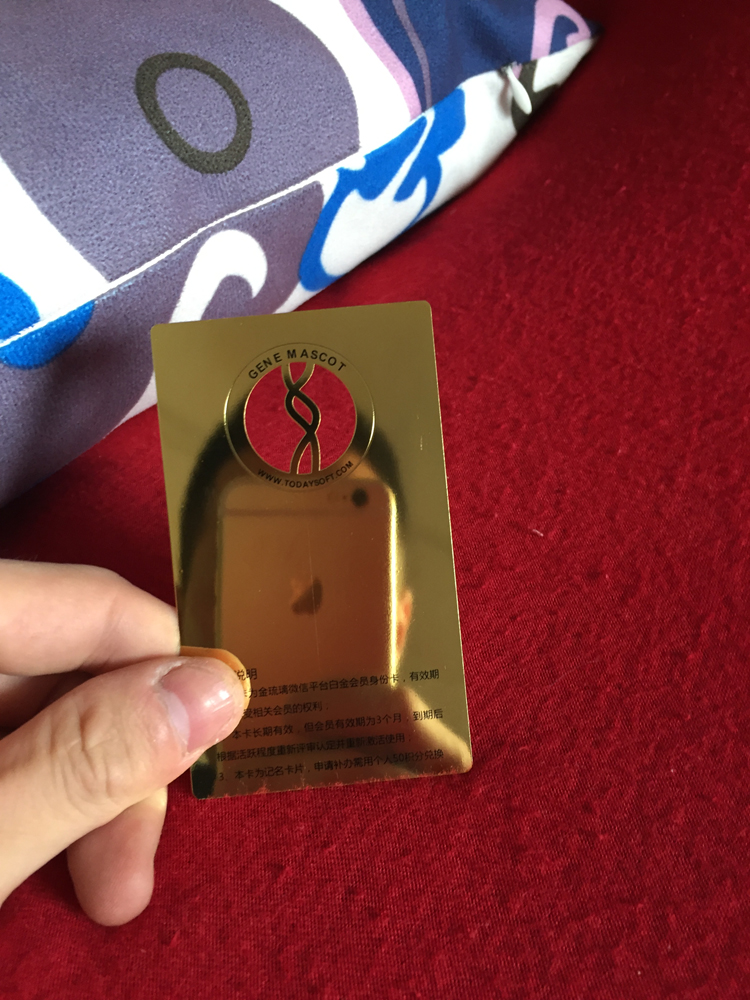 GENE MASCOT
WWW.TODAYSOFT.COM
说明
为金琉璃微信平台白金会员身份卡，有效期
相关会员的权利；
本卡长期有效，但会员有效期为3个月，到期后
根据活跃程度重新评审认定并重新激活使用
3、本卡为记名卡片，申请补办需用个人50积分兑换